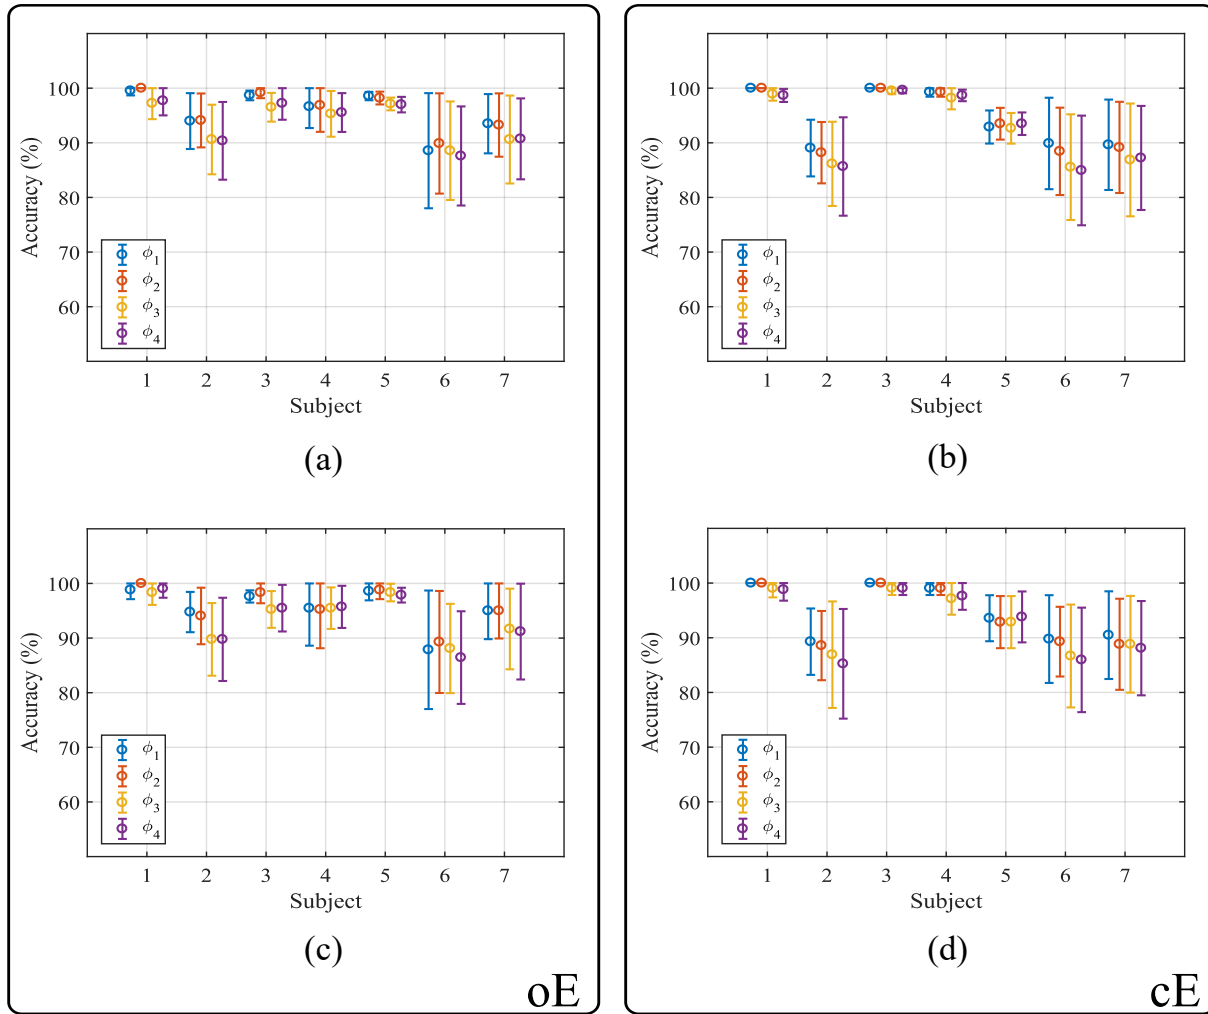 100
90
80
70
60
Accuracy (%)
ϕ1
ϕ2
ϕ3
ϕ4
1 2 3 4 5 6 7
Subject
(a)
100
90
80
70
60
Accuracy (%)
ϕ1
ϕ2
ϕ3
ϕ4
1 2 3 4 5 6 7
Subject
(b)
100
90
80
70
60
Accuracy (%)
ϕ1
ϕ2
ϕ3
ϕ4
1 2 3 4 5 6 7
Subject
(c)
oE
100
90
80
70
60
Accuracy (%)
ϕ1
ϕ2
ϕ3
ϕ4
1 2 3 4 5 6 7
Subject
(d)
cE